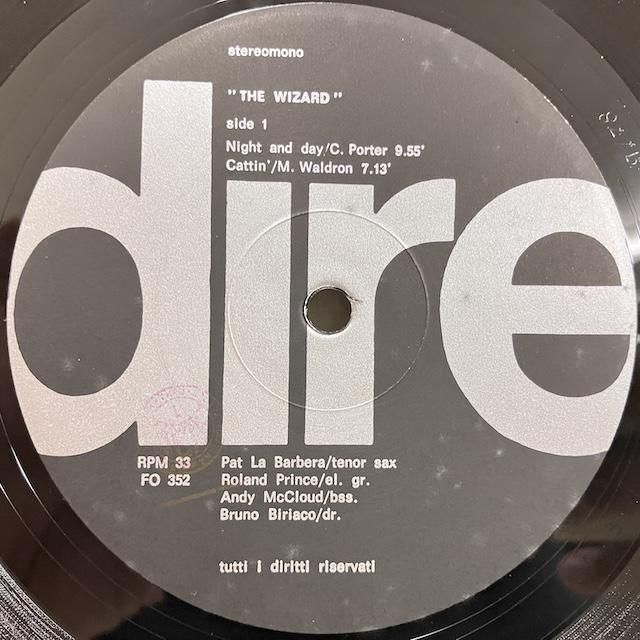 stereomono
"THE WIZARD"
side 1
Night and day/C. Porter 9.55'
Cattin'/M. Waldron 7.13'
dire
RPM 33
FO 352
Pat La Barbera/tenor sax
Roland Prince/el. gr.
Andy McCloud/bss.
Bruno Biriaco/dr.
tutti i diritti riservati